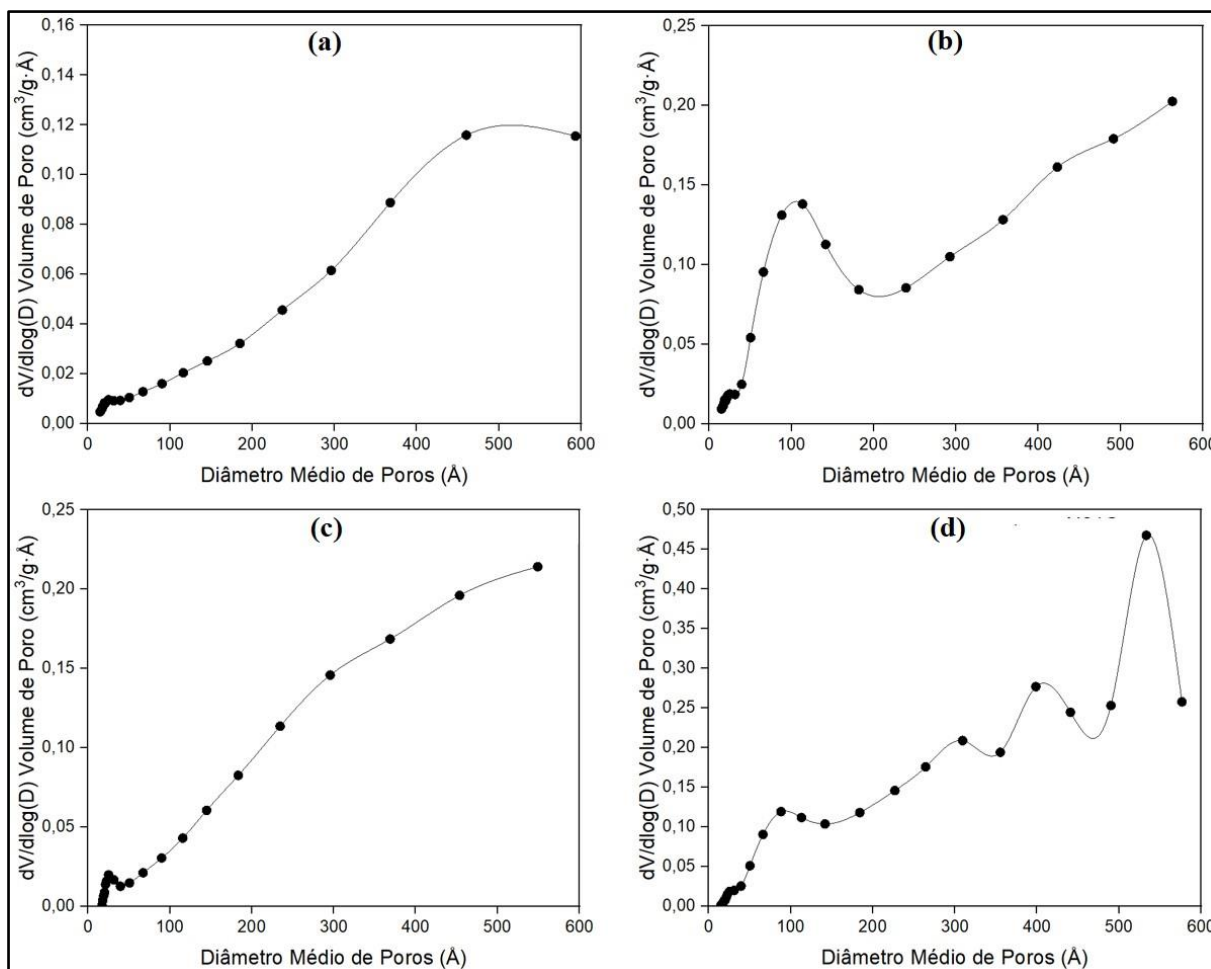 (a)
dV/dlog(D) Volume de Poro (cm³/g·Å)
0,16
0,14
0,12
0,10
0,08
0,06
0,04
0,02
0,00
0 100 200 300 400 500 600
Diâmetro Médio de Poros (Å)
(b)
dV/dlog(D) Volume de Poro (cm³/g·Å)
0,25
0,20
0,15
0,10
0,05
0,00
0 100 200 300 400 500 600
Diâmetro Médio de Poros (Å)
(c)
dV/dlog(D) Volume de Poro (cm³/g·Å)
0,25
0,20
0,15
0,10
0,05
0,00
0 100 200 300 400 500 600
Diâmetro Médio de Poros (Å)
(d)
dV/dlog(D) Volume de Poro (cm³/g·Å)
0,50
0,45
0,40
0,35
0,30
0,25
0,20
0,15
0,10
0,05
0,00
0 100 200 300 400 500 600
Diâmetro Médio de Poros (Å)